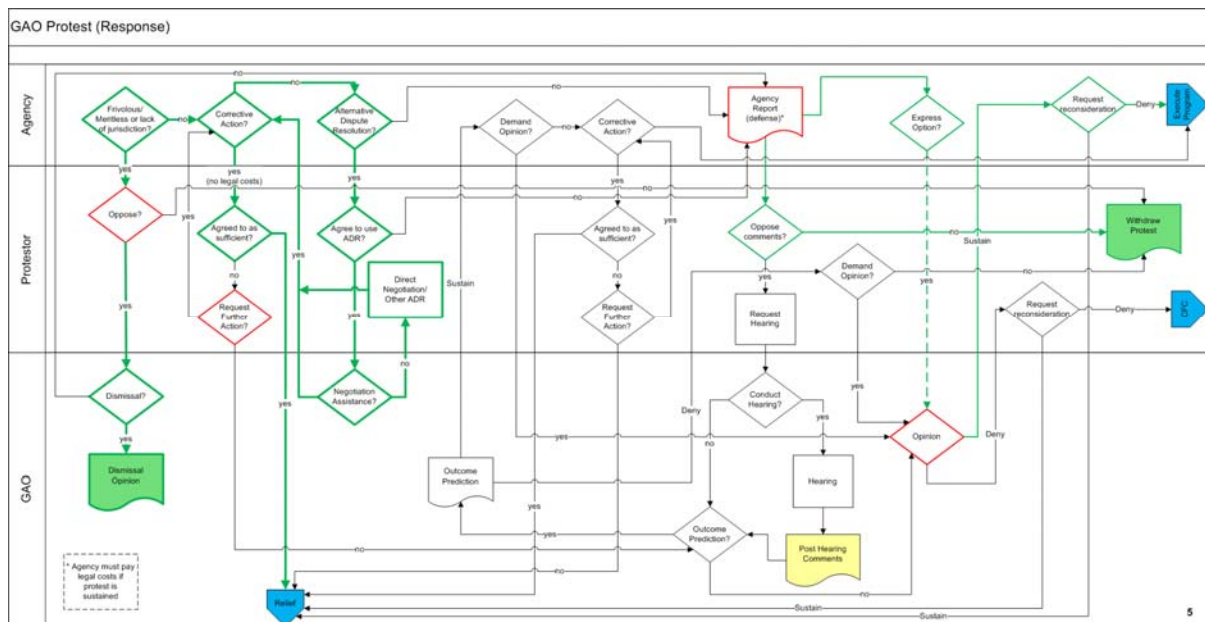 GAO Protest (Response)
Agency
Frivolous/
Meritless or lack
of jurisdiction?
no
Corrective
Action?
no
no
Alternative
Dispute
Resolution?
no
Demand
Opinion?
no
Corrective
Action?
Agency
Report
(defense)*
Express
Option?
Request
reconsideration
Deny
Execute
Program
yes
yes
(no legal costs)
yes
yes
Protestor
Oppose?
yes
Agreed to as
sufficient?
Agree to use
ADR?
no
Agreed to as
sufficient?
yes
Oppose
comments?
no
no
Sustain
Withdraw
Protest
yes
no
yes
Direct
Negotiation/
Other ADR
Sustain
no
yes
Demand
Opinion?
no
yes
yes
Request
Further
Action?
yes
Request
Further
Action?
Request
Hearing
Request
reconsideration
Deny
DFC
GAO
Dismissal?
yes
Negotiation
Assistance?
no
Deny
Conduct
Hearing?
yes
yes
Dismissal
Opinion
yes
no
yes
Opinion
Deny
Outcome
Prediction
Hearing
yes
yes
Outcome
Prediction?
Post Hearing
Comments
no
* Agency must pay
legal costs if
protest is
sustained
no
no
Relief
Sustain
Sustain
5